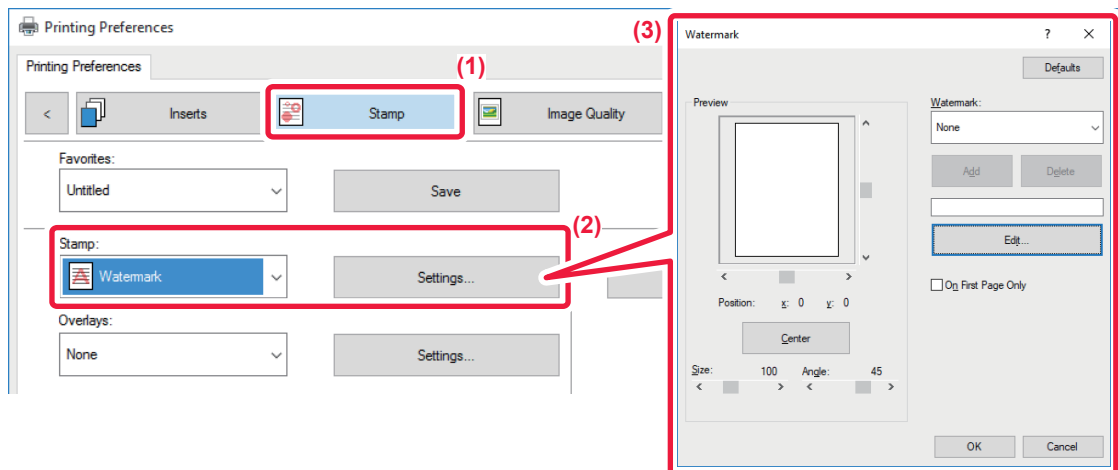 Printing Preferences
Printing Preferences
(1)
<
Inserts
Stamp
Image Quality
Favorites:
Untitled
Save
(2)
Stamp:
Watermark
Settings...
Overlays:
None
Settings...
(3)
Watermark
?
Defaults
Preview
Watermark:
None
Add
Delete
Edit...
On First Page Only
Position: x: 0 y: 0
Center
Size: 100 Angle: 45
< > < >
OK
Cancel